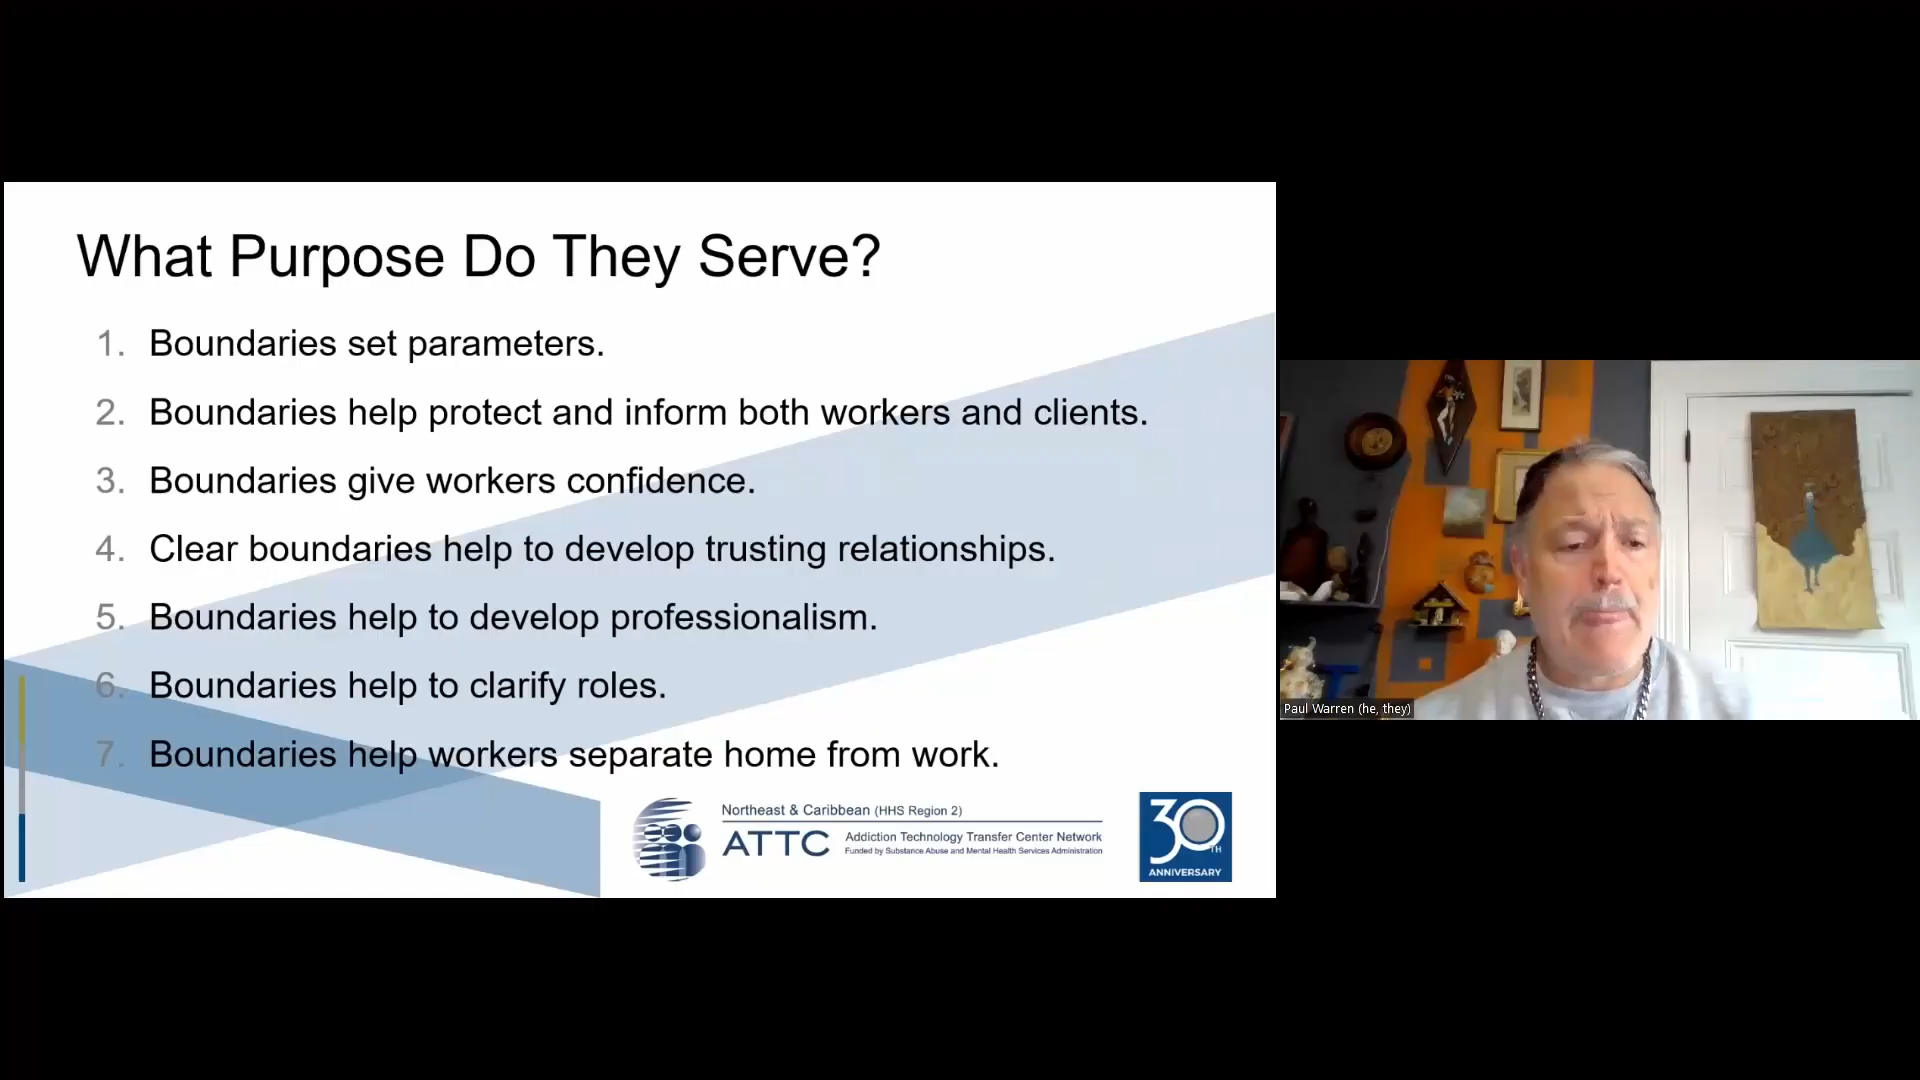 What Purpose Do They Serve?
1. Boundaries set parameters.
2. Boundaries help protect and inform both workers and clients.
3. Boundaries give workers confidence.
4. Clear boundaries help to develop trusting relationships.
5. Boundaries help to develop professionalism.
6. Boundaries help to clarify roles.
7. Boundaries help workers separate home from work.
Northeast & Caribbean (HHS Region 2)
ATTC
Addiction Technology Transfer Center Network
Funded by Substance Abuse and Mental Health Services Administration
30TH
ANNIVERSARY
Paul Warren (he, they)